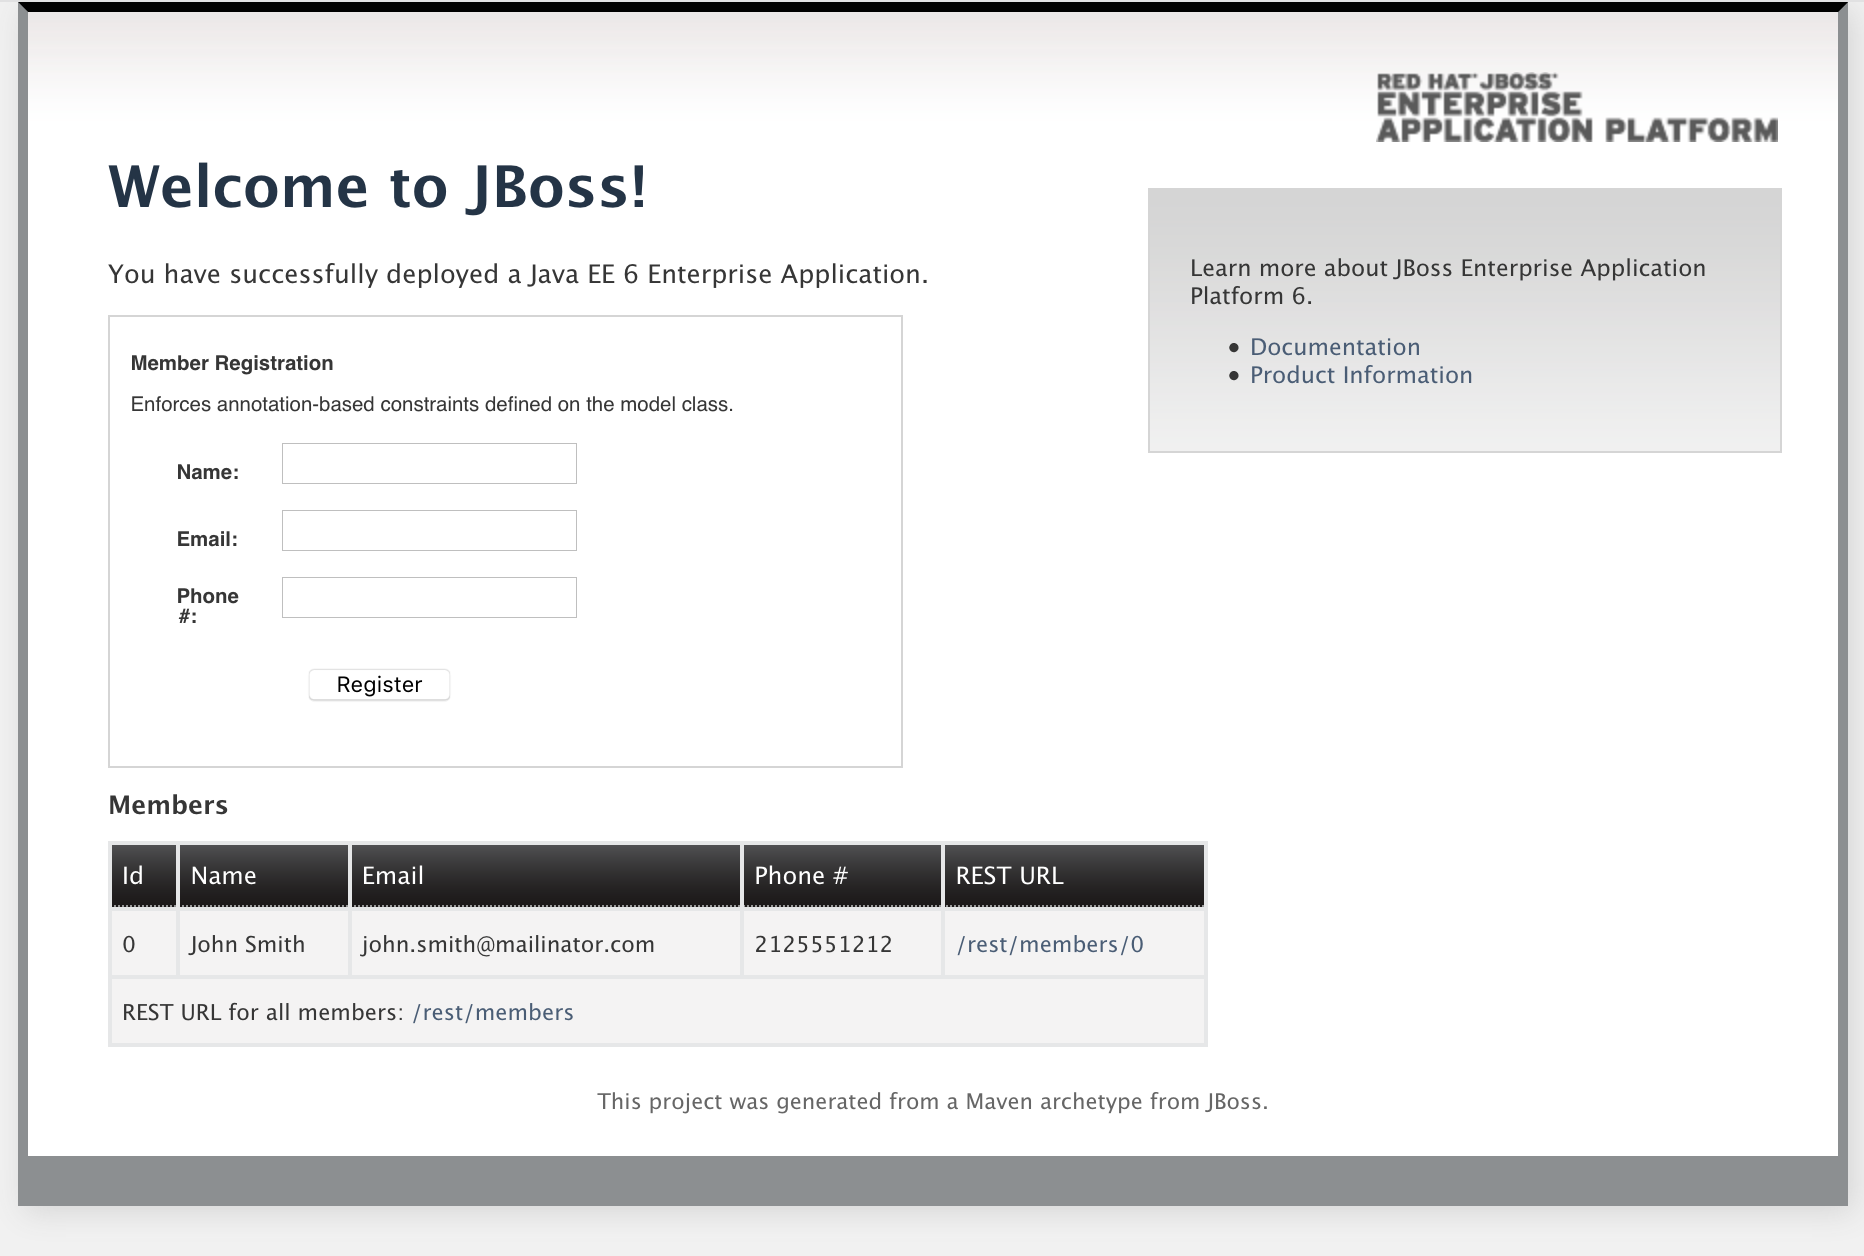 RED HAT® JBOSS®
ENTERPRISE
APPLICATION PLATFORM
Welcome to JBoss!
You have successfully deployed a Java EE 6 Enterprise Application.
Learn more about JBoss Enterprise Application
Platform 6.
• Documentation
• Product Information
Member Registration
Enforces annotation-based constraints defined on the model class.
Name:
Email:
Phone
#:
Register
Members
Id Name Email Phone # REST URL
0 John Smith john.smith@mailinator.com 2125551212 /rest/members/0
REST URL for all members: /rest/members
This project was generated from a Maven archetype from JBoss.